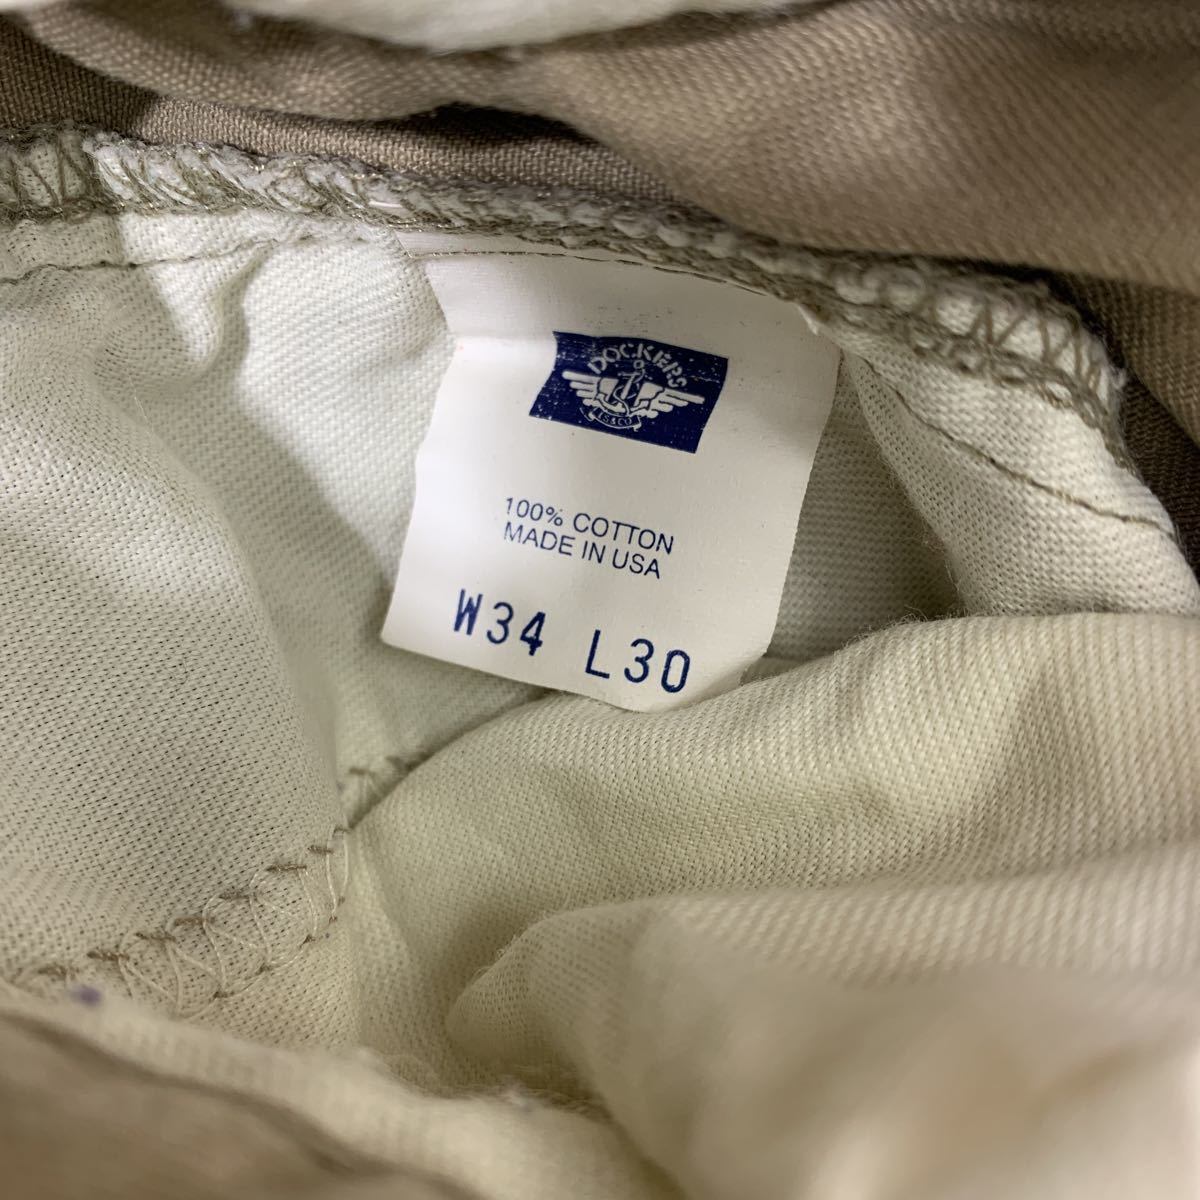 DOCKERS
LS&CO
100% COTTON
MADE IN USA
W34 L30